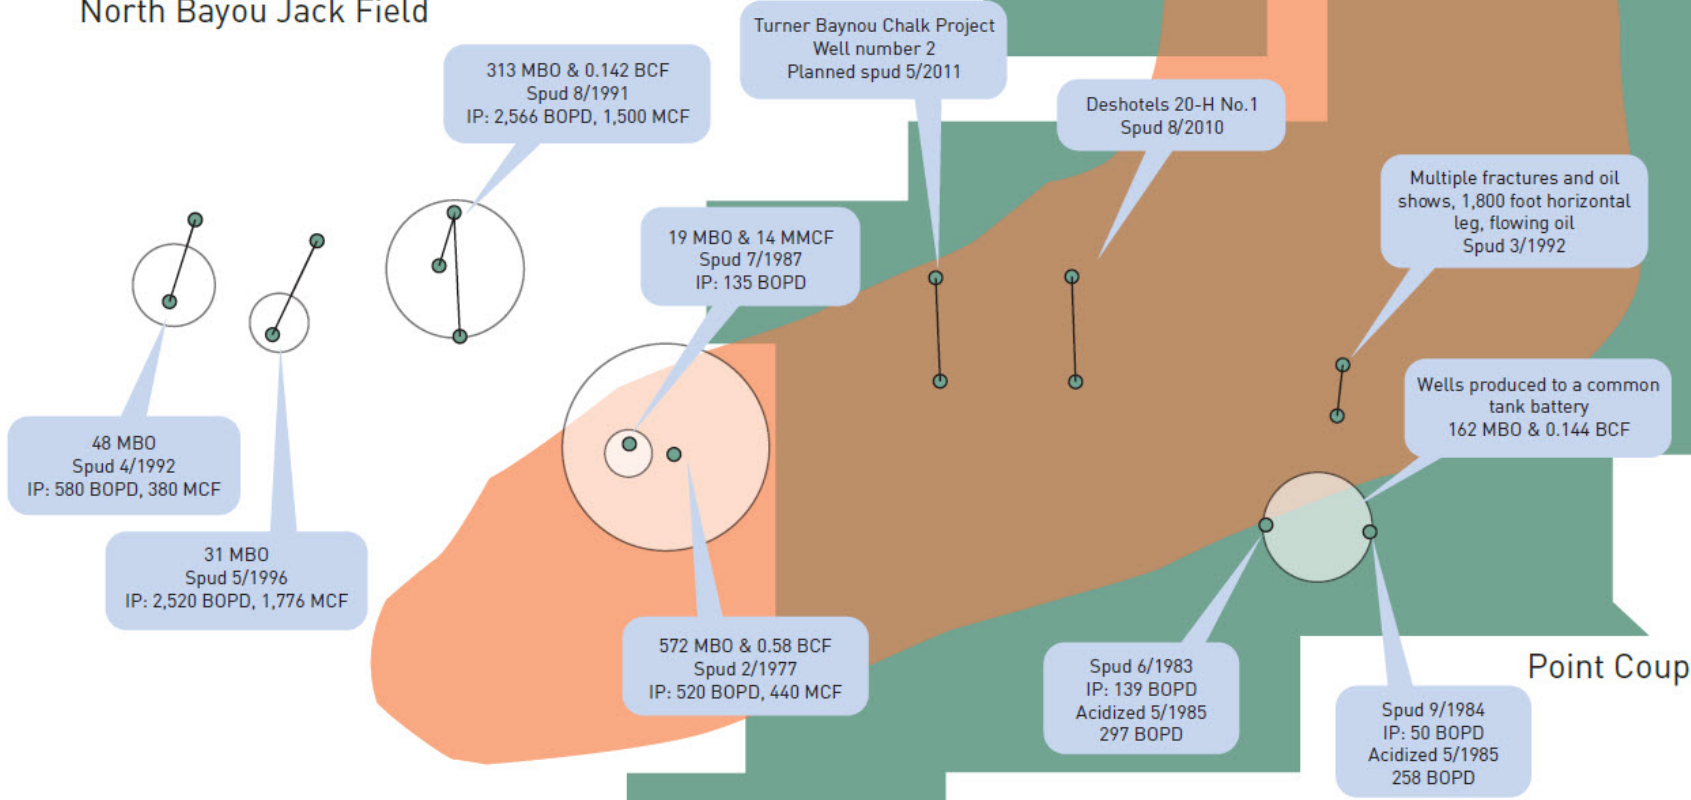 North Bayou Jack Field
313 MBO & 0.142 BCF
Spud 8/1991
IP: 2,566 BOPD, 1,500 MCF
Turner Baynou Chalk Project
Well number 2
Planned spud 5/2011
Deshotels 20-H No.1
Spud 8/2010
Multiple fractures and oil
shows, 1,800 foot horizontal
leg, flowing oil
Spud 3/1992
19 MBO & 14 MMCF
Spud 7/1987
IP: 135 BOPD
Wells produced to a common
tank battery
162 MBO & 0.144 BCF
48 MBO
Spud 4/1992
IP: 580 BOPD, 380 MCF
31 MBO
Spud 5/1996
IP: 2,520 BOPD, 1,776 MCF
572 MBO & 0.58 BCF
Spud 2/1977
IP: 520 BOPD, 440 MCF
Spud 6/1983
IP: 139 BOPD
Acidized 5/1985
297 BOPD
Point Coup
Spud 9/1984
IP: 50 BOPD
Acidized 5/1985
258 BOPD